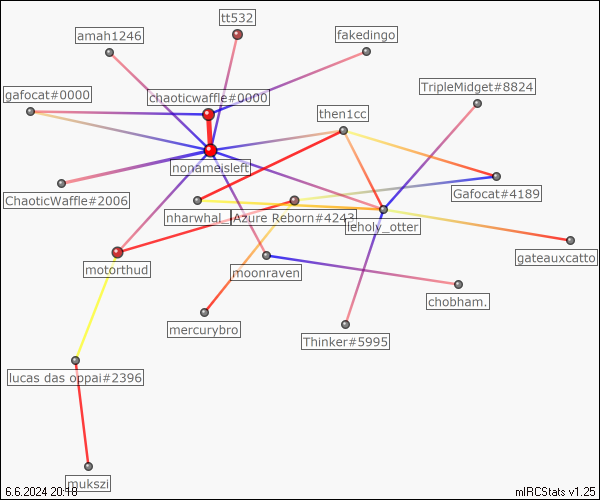 tt532
amah1246
fakedingo
TripleMidget#8824
gafocat#0000
chaoticwaffle#0000
then1cc
nonameisleft
ChaoticWaffle#2006
Gafocat#4189
nharwhal_
Azure Reborn#4243
leholy_otter
gateauxcatto
motorthud
moonraven
chobham.
mercurybro
Thinker#5995
lucas das oppai#2396
mukszi
6.6.2024 20:18
mIRCStats v1.25